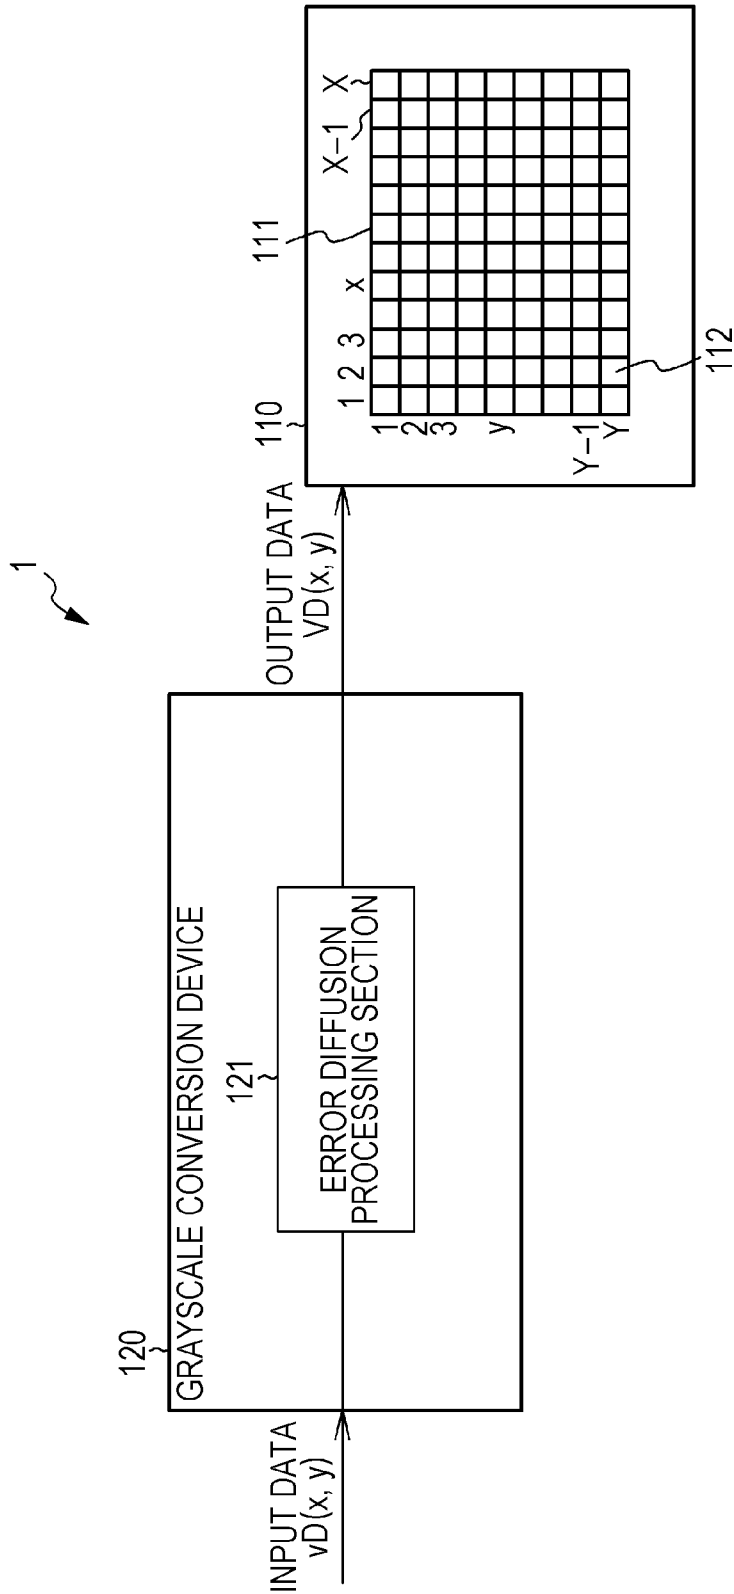 1
120
GRAYSCALE CONVERSION DEVICE
121
ERROR DIFFUSION
PROCESSING SECTION
INPUT DATA
vD(x, y)
OUTPUT DATA
VD(x, y)
110
111
1 2 3 x X-1 X
1
2
3
y
Y-1
Y
112